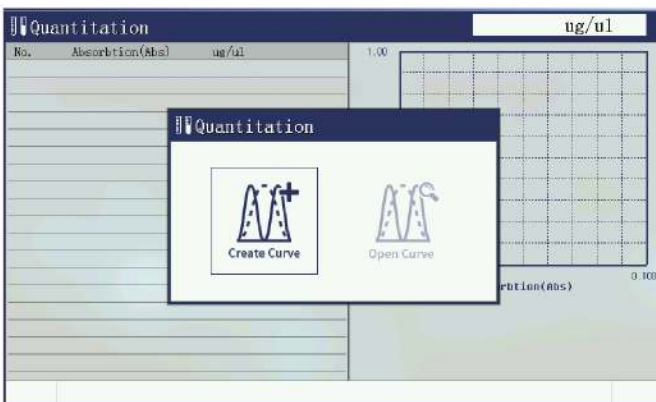 Quantitation
ug/ul
No. Absorbtion(Abs) ug/ul
1.00
Quantitation
Create Curve
Open Curve
rbtion(Abs)
0.100